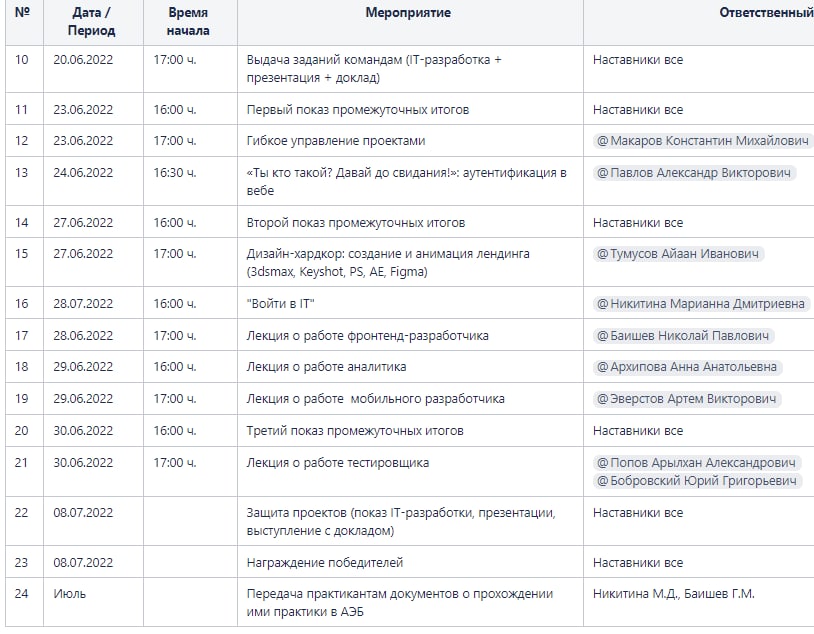 № Дата / Период Время начала Мероприятие Ответственный
10 20.06.2022 17:00 ч. Выдача заданий командам (IT-разработка + презентация + доклад) Наставники все
11 23.06.2022 16:00 ч. Первый показ промежуточных итогов Наставники все
12 23.06.2022 17:00 ч. Гибкое управление проектами @Макаров Константин Михайлович
13 24.06.2022 16:30 ч. «Ты кто такой? Давай до свидания!»: аутентификация в вебе @Павлов Александр Викторович
14 27.06.2022 16:00 ч. Второй показ промежуточных итогов Наставники все
15 27.06.2022 17:00 ч. Дизайн-хардкор: создание и анимация лендинга (3dsmax, Keyshot, PS, AE, Figma) @Тумусов Айаан Иванович
16 28.07.2022 16:00 ч. "Войти в IT" @Никитина Марианна Дмитриевна
17 28.06.2022 17:00 ч. Лекция о работе фронтенд-разработчика @Баишев Николай Павлович
18 29.06.2022 16:00 ч. Лекция о работе аналитика @Архипова Анна Анатольевна
19 29.06.2022 17:00 ч. Лекция о работе мобильного разработчика @Эверстов Артем Викторович
20 30.06.2022 16:00 ч. Третий показ промежуточных итогов Наставники все
21 30.06.2022 17:00 ч. Лекция о работе тестировщика @Попов Арылхан Александрович @Бобровский Юрий Григорьевич
22 08.07.2022 Защита проектов (показ IT-разработки, презентации, выступление с докладом) Наставники все
23 08.07.2022 Награждение победителей Наставники все
24 Июль Передача практикантам документов о прохождении ими практики в АЭБ Никитина М.Д., Баишев Г.М.